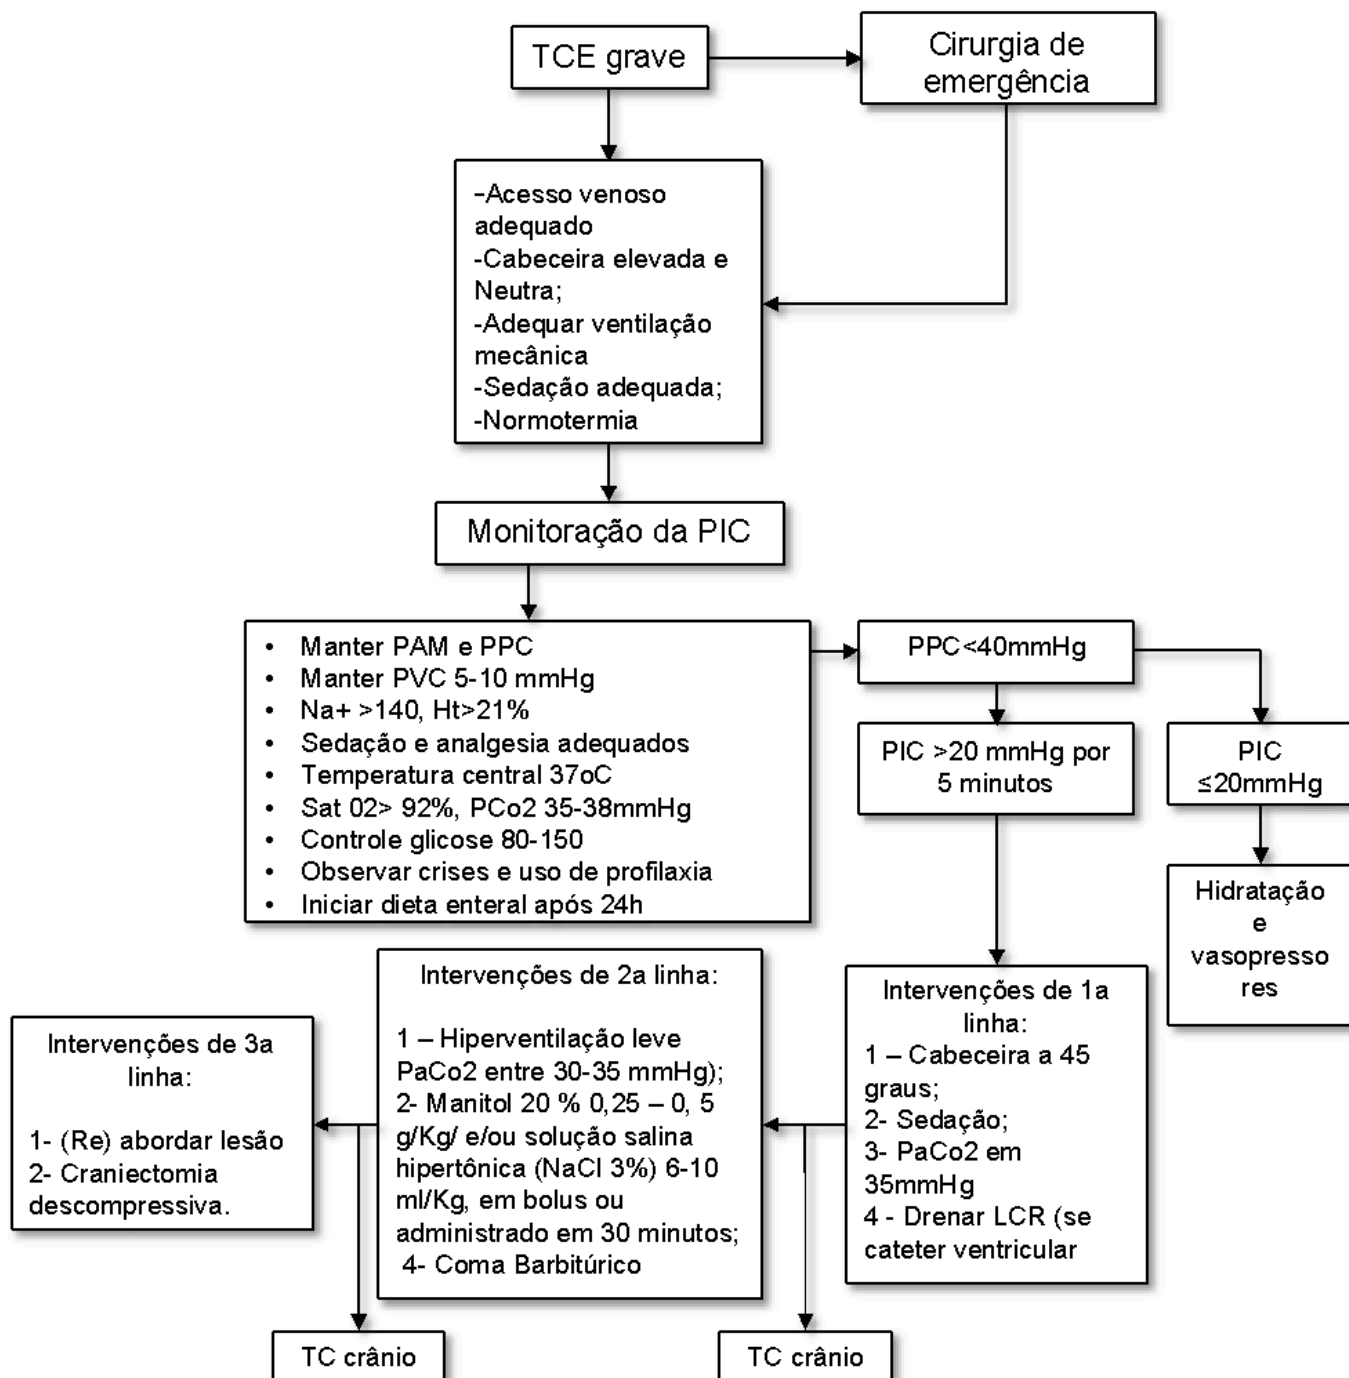 TCE grave
Cirurgia de
emergência
-Acesso venoso
adequado
-Cabeceira elevada e
Neutra;
-Adequar ventilação
mecânica
-Sedação adequada;
-Normotermia
Monitoração da PIC
• Manter PAM e PPC
• Manter PVC 5-10 mmHg
• Na+ >140, Ht>21%
• Sedação e analgesia adequados
• Temperatura central 37oC
• Sat 02> 92%, PCo2 35-38mmHg
• Controle glicose 80-150
• Observar crises e uso de profilaxia
• Iniciar dieta enteral após 24h
PPC<40mmHg
PIC >20 mmHg por
5 minutos
PIC
≤20mmHg
Hidratação
e
vasopresso
res
Intervenções de 1a
linha:
1 – Cabeceira a 45
graus;
2- Sedação;
3- PaCo2 em
35mmHg
4 - Drenar LCR (se
cateter ventricular
Intervenções de 2a linha:
1 – Hiperventilação leve
PaCo2 entre 30-35 mmHg);
2- Manitol 20 % 0,25 – 0, 5
g/Kg/ e/ou solução salina
hipertônica (NaCl 3%) 6-10
ml/Kg, em bolus ou
administrado em 30 minutos;
4- Coma Barbitúrico
Intervenções de 3a
linha:
1- (Re) abordar lesão
2- Craniectomia
descompressiva.
TC crânio
TC crânio